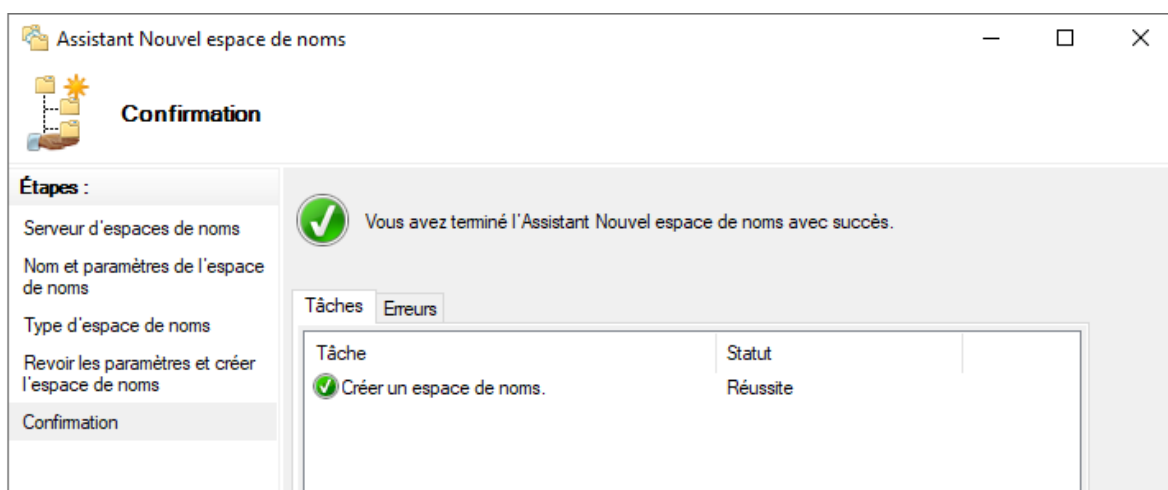 Assistant Nouvel espace de noms
Confirmation
Étapes :
Serveur d'espaces de noms
Nom et paramètres de l'espace
de noms
Type d'espace de noms
Revoir les paramètres et créer
l'espace de noms
Confirmation
Vous avez terminé l'Assistant Nouvel espace de noms avec succès.
Tâches Erreurs
Tâche Statut
Créer un espace de noms. Réussite